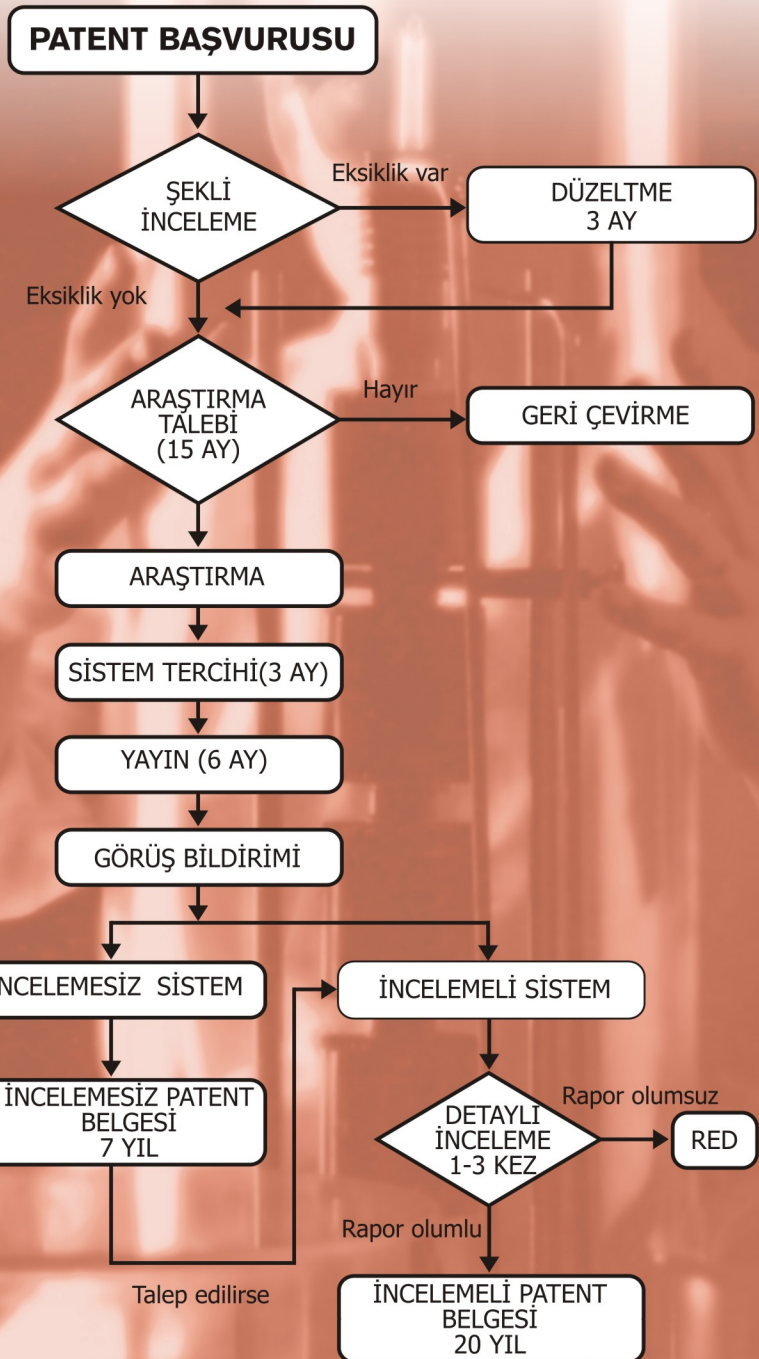 PATENT BAŞVURUSU
ŞEKLİ
İNCELEME
Eksiklik var
DÜZELTME
3 AY
Eksiklik yok
ARAŞTIRMA
TALEBİ
(15 AY)
Hayır
GERİ ÇEVİRME
ARAŞTIRMA
SİSTEM TERCİHİ(3 AY)
YAYIN (6 AY)
GÖRÜŞ BİLDİRİMİ
NCELEMESİZ SİSTEM
İNCELEMELİ SİSTEM
İNCELEMESİZ PATENT
BELGESİ
7 YIL
DETAYLI
İNCELEME
1-3 KEZ
Rapor olumsuz
RED
Rapor olumlu
Talep edilirse
İNCELEMELİ PATENT
BELGESİ
20 YIL